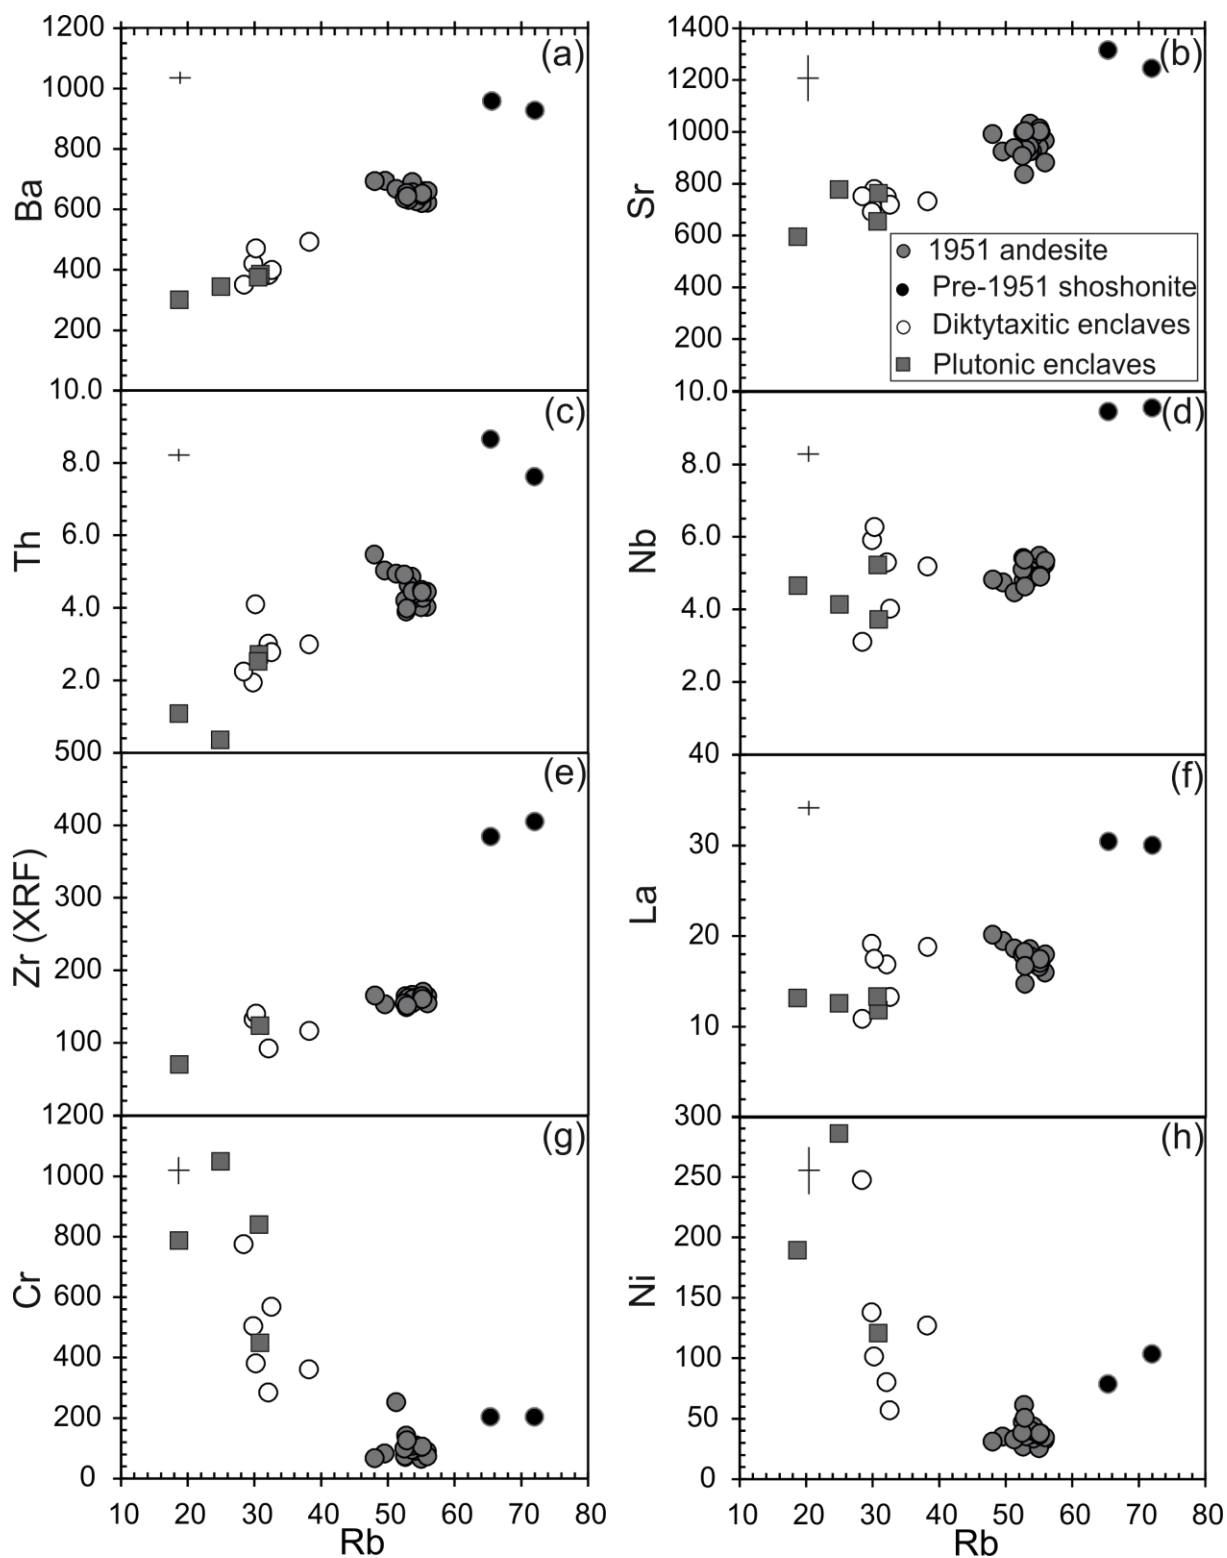 (a)
1200
1000
800
600
400
200
10.0
Ba
(b)
1400
1200
1000
800
600
400
200
10.0
Sr
1951 andesite
Pre-1951 shoshonite
Diktytaxitic enclaves
Plutonic enclaves
(c)
8.0
6.0
4.0
2.0
500
Th
(d)
8.0
6.0
4.0
2.0
40
Nb
(e)
400
300
200
100
1200
Zr (XRF)
(f)
30
20
10
300
La
(g)
1000
800
600
400
200
0
Cr
10 20 30 40 50 60 70 80
Rb
(h)
250
200
150
100
50
0
Ni
10 20 30 40 50 60 70 80
Rb